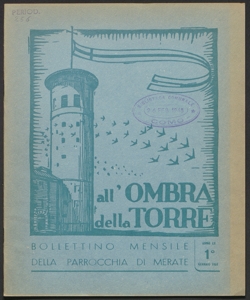 all'OMBRA
della TORRE
BOLLETTINO MENSILE
DELLA PARROCCHIA DI MERATE
1°